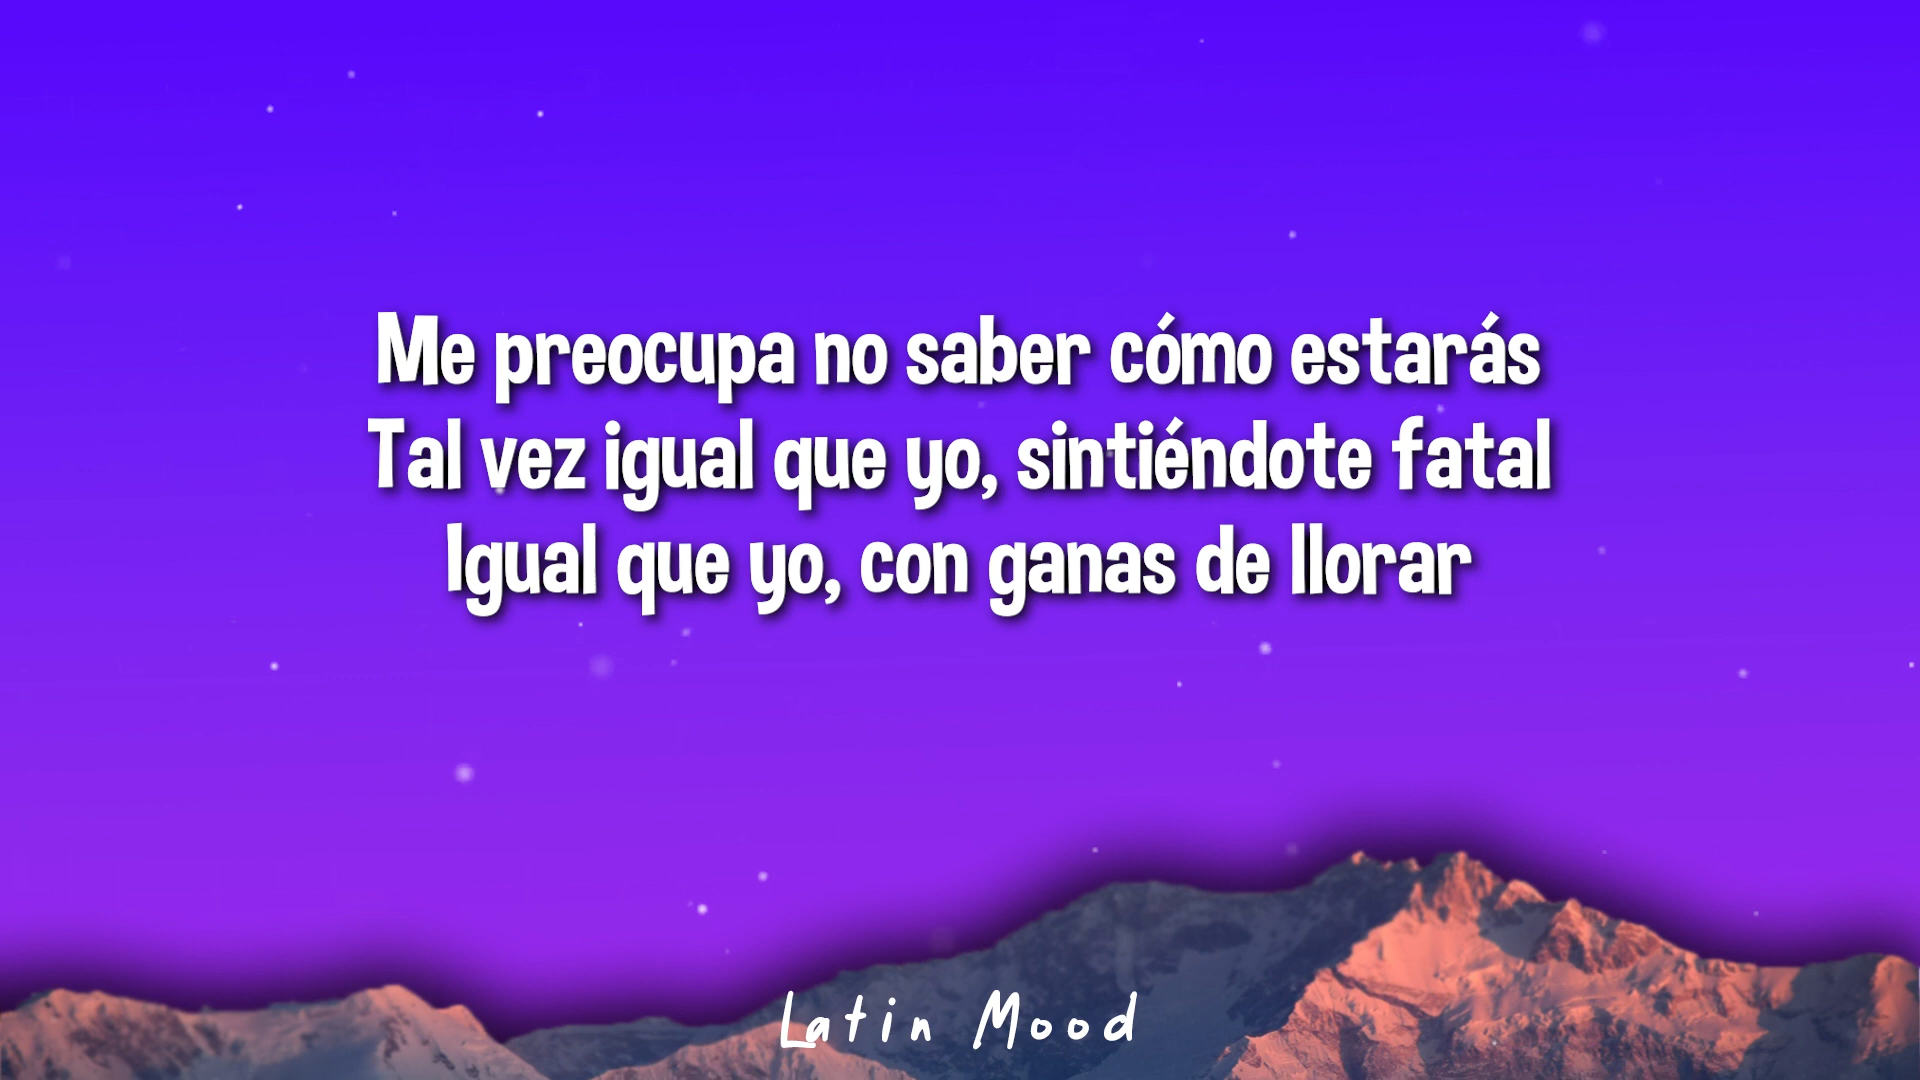 Me preocupa no saber cómo estarás
Tal vez igual que yo, sintiéndote fatal
Igual que yo, con ganas de llorar
Latin Mood